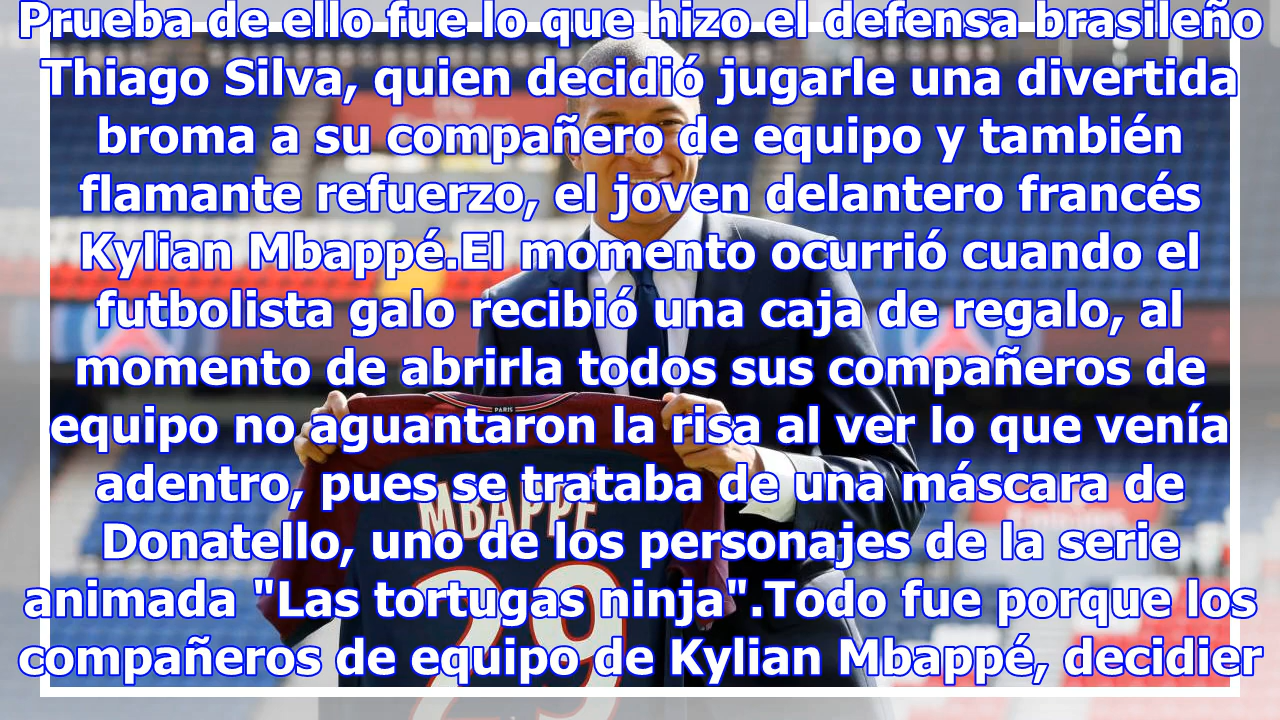 Prueba de ello fue lo que hizo el defensa brasileño
Thiago Silva, quien decidió jugarle una divertida
broma a su compañero de equipo y también
flamante refuerzo, el joven delantero francés
Kylian Mbappé.El momento ocurrió cuando el
futbolista galo recibió una caja de regalo, al
momento de abrirla todos sus compañeros de
equipo no aguantaron la risa al ver lo que venía
adentro, pues se trataba de una máscara de
Donatello, uno de los personajes de la serie
animada "Las tortugas ninja".Todo fue porque los
compañeros de equipo de Kylian Mbappé, decidier
PARIS
MBAPPÉ
29